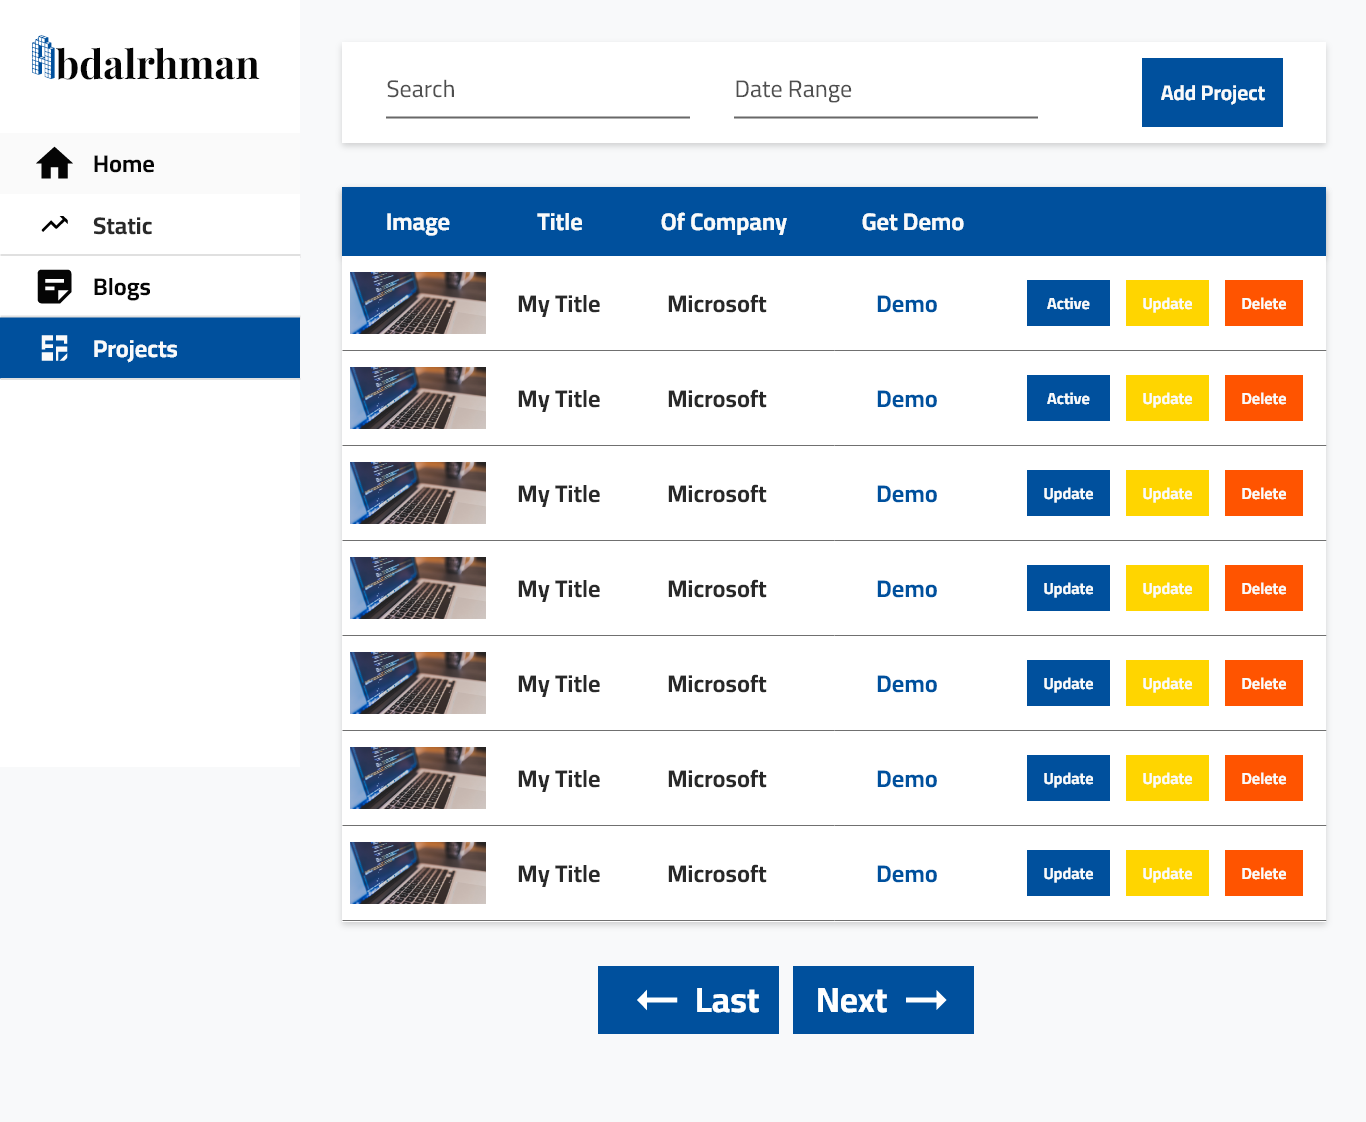 bdalrhman
Home
Static
Blogs
Projects
Search
Date Range
Add Project
Image Title Of Company Get Demo
My Title Microsoft Demo Active Update Delete
My Title Microsoft Demo Active Update Delete
My Title Microsoft Demo Update Update Delete
My Title Microsoft Demo Update Update Delete
My Title Microsoft Demo Update Update Delete
My Title Microsoft Demo Update Update Delete
My Title Microsoft Demo Update Update Delete
Last
Next